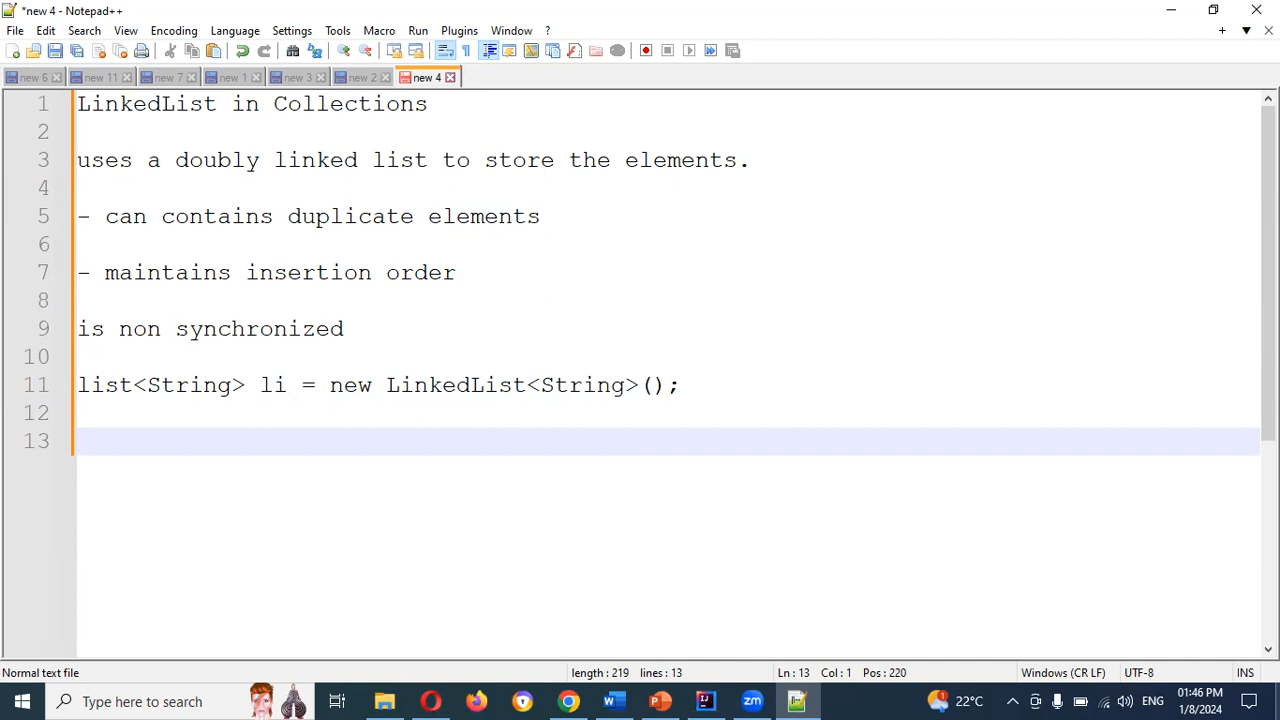 *new 4 - Notepad++
File Edit Search View Encoding Language Settings Tools Macro Run Plugins Window ?
new 6 new 11 new 7 new 1 new 3 new 2 new 4
1 LinkedList in Collections
2
3 uses a doubly linked list to store the elements.
4
5 - can contains duplicate elements
6
7 - maintains insertion order
8
9 is non synchronized
10
11 list<String> li = new LinkedList<String>();
12
13
Normal text file length : 219 lines : 13 Ln : 13 Col : 1 Pos : 220 Windows (CR LF) UTF-8 INS
Type here to search 22°C ENG 01:46 PM
1/8/2024